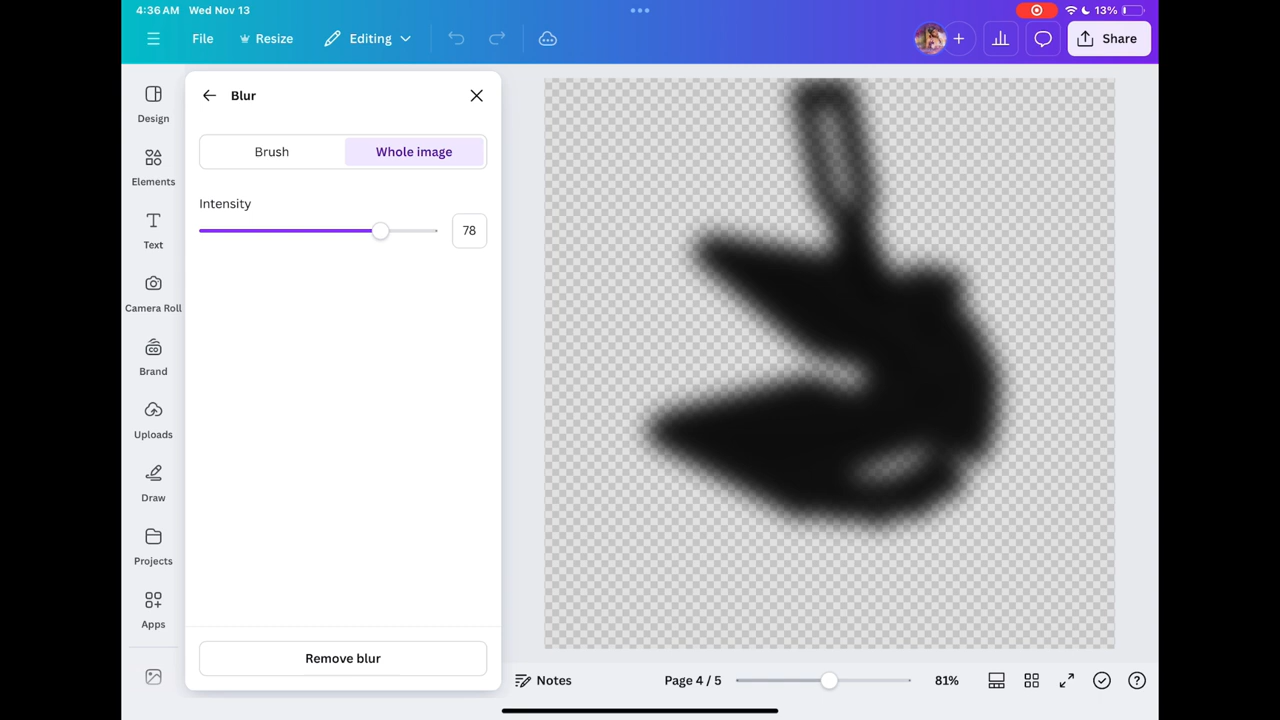 4:36 AM Wed Nov 13
13%
File
Resize
Editing
Share
Design
Elements
Text
Camera Roll
Brand
Uploads
Draw
Projects
Apps
Blur
Brush
Whole image
Intensity
78
Remove blur
Notes
Page 4 / 5
81%